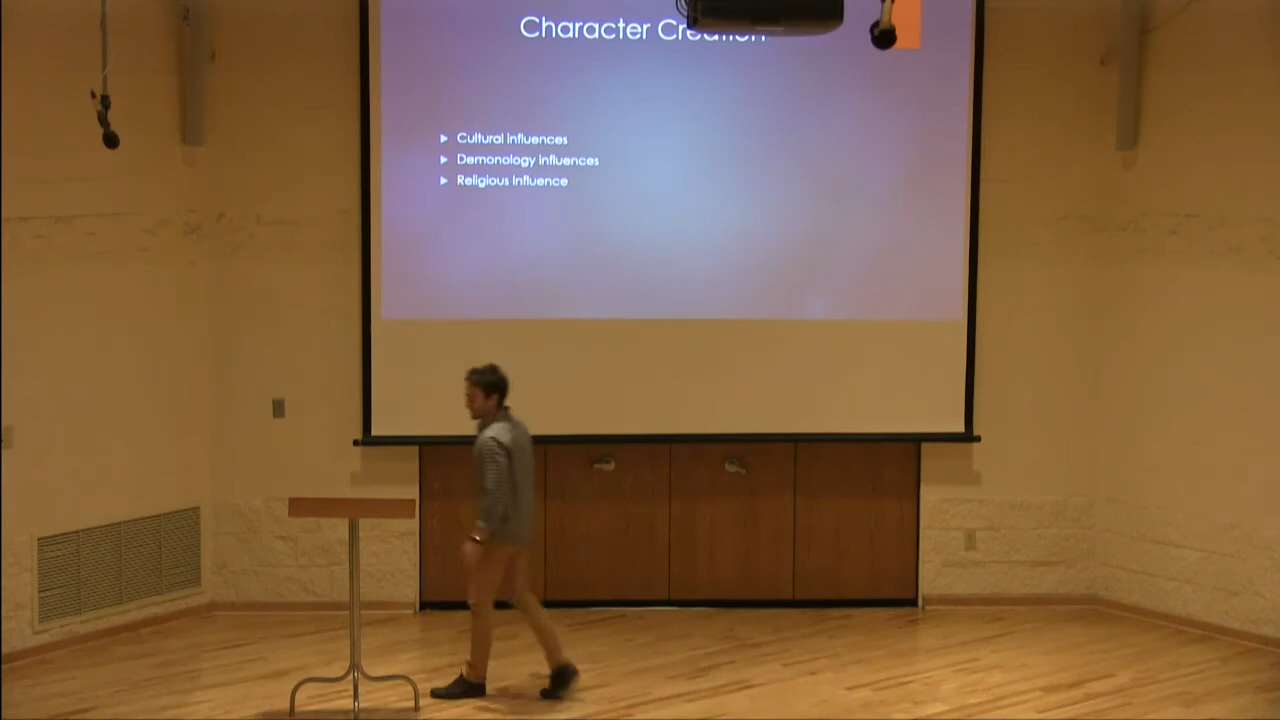 Character Creation
Cultural influences
Demonology influences
Religious Influence